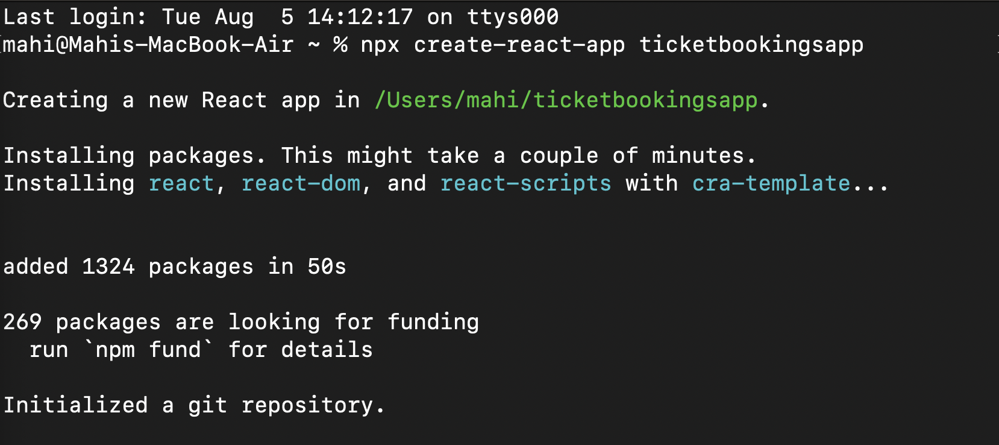 Last login: Tue Aug  5 14:12:17 on ttys000
mahi@Mahis-MacBook-Air ~ % npx create-react-app ticketbookingsapp
Creating a new React app in /Users/mahi/ticketbookingsapp.
Installing packages. This might take a couple of minutes.
Installing react, react-dom, and react-scripts with cra-template...
added 1324 packages in 50s
269 packages are looking for funding
  run `npm fund` for details
Initialized a git repository.